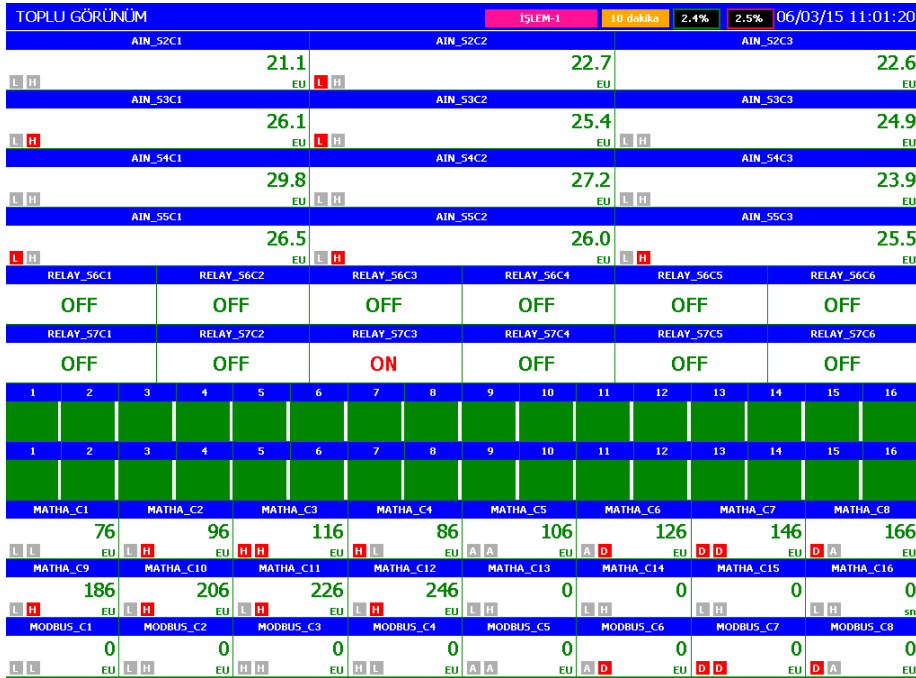 TOPLU GÖRÜNÜM İŞLEM-1 10 dakika 2.4% 2.5% 06/03/15 11:01:20
AIN_S2C1 AIN_S2C2 AIN_S2C3
21.1 22.7 22.6
L H EU L H EU EU
AIN_S3C1 AIN_S3C2 AIN_S3C3
26.1 25.4 24.9
L H EU L H EU L H EU
AIN_S4C1 AIN_S4C2 AIN_S4C3
29.8 27.2 23.9
L H EU L H EU EU
AIN_S5C1 AIN_S5C2 AIN_S5C3
26.5 26.0 25.5
L H EU L H EU L H EU
RELAY_S6C1 RELAY_S6C2 RELAY_S6C3 RELAY_S6C4 RELAY_S6C5 RELAY_S6C6
OFF OFF OFF OFF OFF OFF
RELAY_S7C1 RELAY_S7C2 RELAY_S7C3 RELAY_S7C4 RELAY_S7C5 RELAY_S7C6
OFF OFF ON OFF OFF OFF
1 2 3 4 5 6 7 8 9 10 11 12 13 14 15 16
1 2 3 4 5 6 7 8 9 10 11 12 13 14 15 16
MATHA_C1 MATHA_C2 MATHA_C3 MATHA_C4 MATHA_C5 MATHA_C6 MATHA_C7 MATHA_C8
76 96 116 86 106 126 146 166
L L EU L H EU H H EU H L EU A A EU A D EU D D EU D A EU
MATHA_C9 MATHA_C10 MATHA_C11 MATHA_C12 MATHA_C13 MATHA_C14 MATHA_C15 MATHA_C16
186 206 226 246 0 0 0 0
L H EU L H EU L H EU L H EU L H L H L H L H sn
MODBUS_C1 MODBUS_C2 MODBUS_C3 MODBUS_C4 MODBUS_C5 MODBUS_C6 MODBUS_C7 MODBUS_C8
0 0 0 0 0 0 0 0
L L EU L H EU H H EU H L EU A A EU A D EU D D EU D A EU